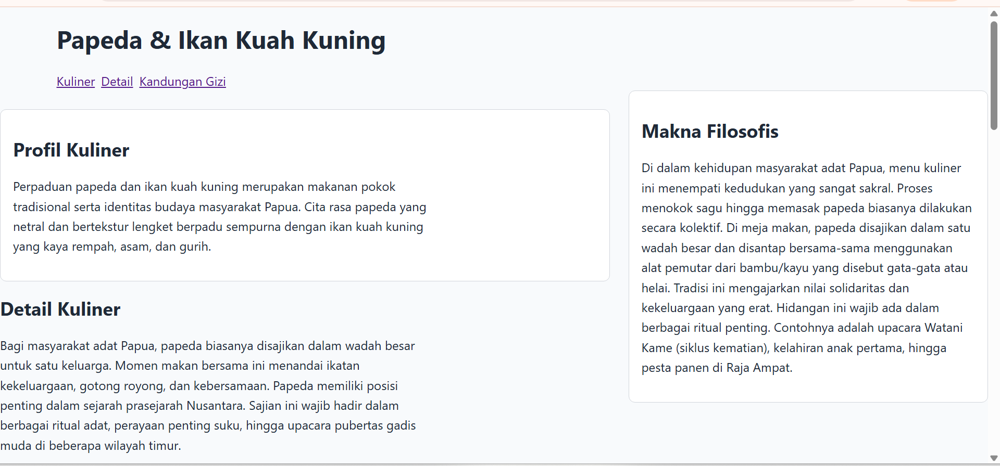 Papeda & Ikan Kuah Kuning
Kuliner Detail Kandungan Gizi
Profil Kuliner
Perpaduan papeda dan ikan kuah kuning merupakan makanan pokok
tradisional serta identitas budaya masyarakat Papua. Cita rasa papeda yang
netral dan bertekstur lengket berpadu sempurna dengan ikan kuah kuning
yang kaya rempah, asam, dan gurih.
Detail Kuliner
Bagi masyarakat adat Papua, papeda biasanya disajikan dalam wadah besar
untuk satu keluarga. Momen makan bersama ini menandai ikatan
kekeluargaan, gotong royong, dan kebersamaan. Papeda memiliki posisi
penting dalam sejarah prasejarah Nusantara. Sajian ini wajib hadir dalam
berbagai ritual adat, perayaan penting suku, hingga upacara pubertas gadis
muda di beberapa wilayah timur.
Makna Filosofis
Di dalam kehidupan masyarakat adat Papua, menu kuliner
ini menempati kedudukan yang sangat sakral. Proses
menokok sagu hingga memasak papeda biasanya dilakukan
secara kolektif. Di meja makan, papeda disajikan dalam satu
wadah besar dan disantap bersama-sama menggunakan
alat pemutar dari bambu/kayu yang disebut gata-gata atau
helai. Tradisi ini mengajarkan nilai solidaritas dan
kekeluargaan yang erat. Hidangan ini wajib ada dalam
berbagai ritual penting. Contohnya adalah upacara Watani
Kame (siklus kematian), kelahiran anak pertama, hingga
pesta panen di Raja Ampat.